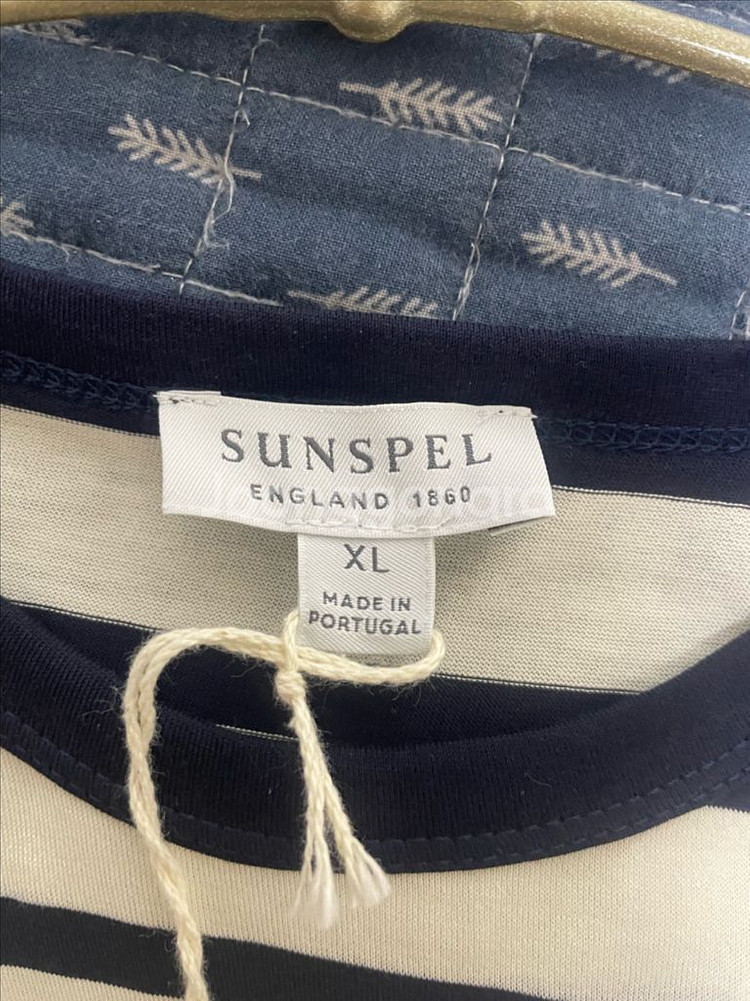 SUNSPEL
ENGLAND 1860
XL
MADE IN
PORTUGAL